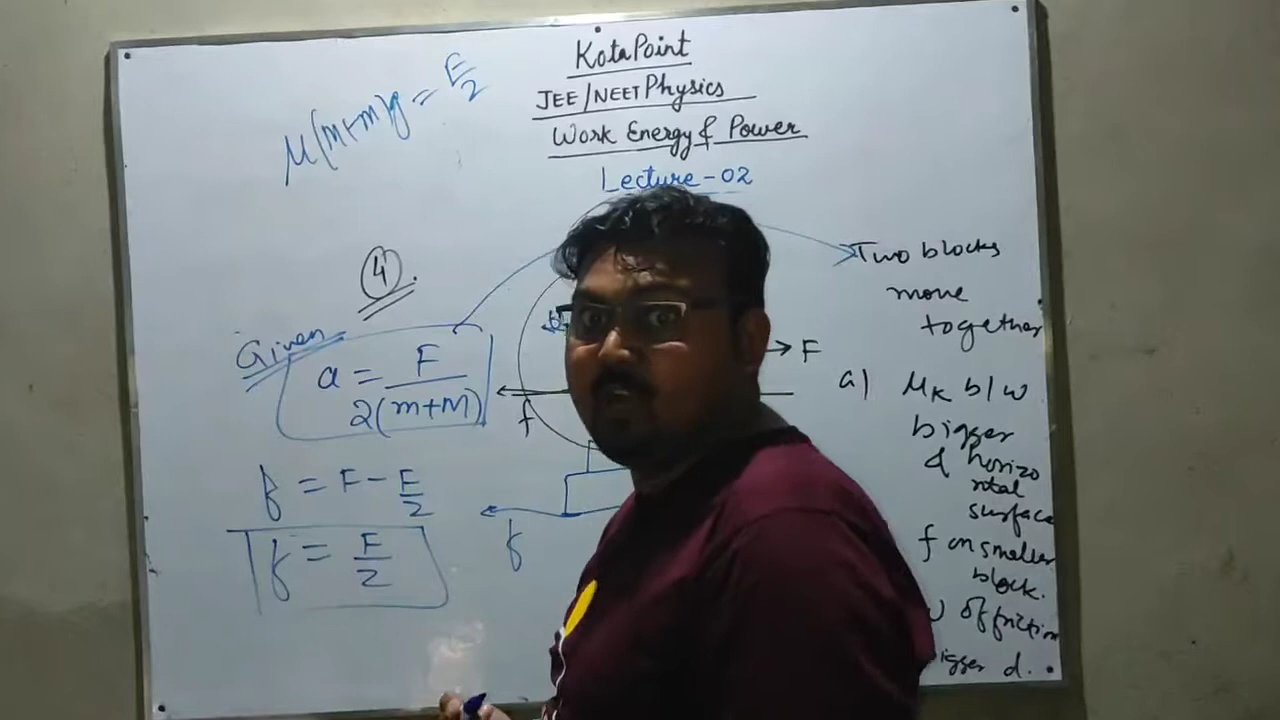 KotaPoint
JEE/NEET Physics
Work Energy & Power
Lecture-02
μ(m+m)g = F/2
4.
Given
a = F/2(m+M)
f = F - F/2
f = F/2
f
f
F
Two blocks
move
together
a) μK b/w
bigger
& horizo
ntal
surface
f on smaller
block.
w of friction
bigger d.